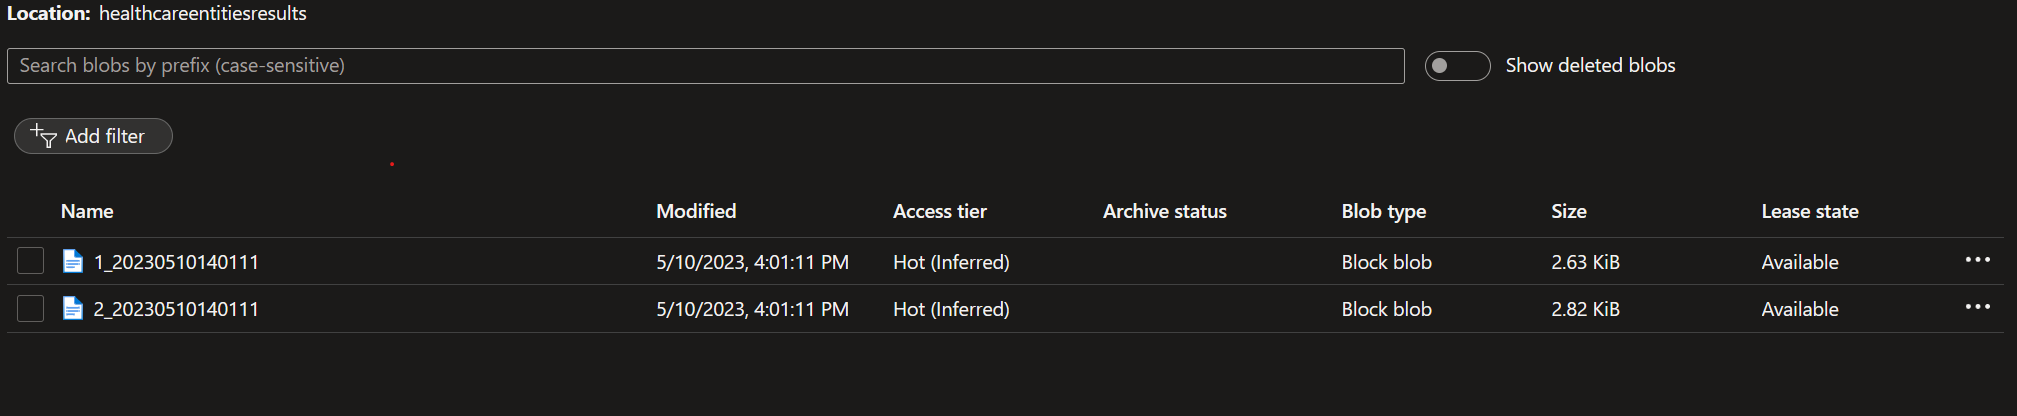 Location: healthcareentitiesresults
Search blobs by prefix (case-sensitive)
Show deleted blobs
Add filter
Name Modified Access tier Archive status Blob type Size Lease state
1_20230510140111 5/10/2023, 4:01:11 PM Hot (Inferred) Block blob 2.63 KiB Available
2_20230510140111 5/10/2023, 4:01:11 PM Hot (Inferred) Block blob 2.82 KiB Available